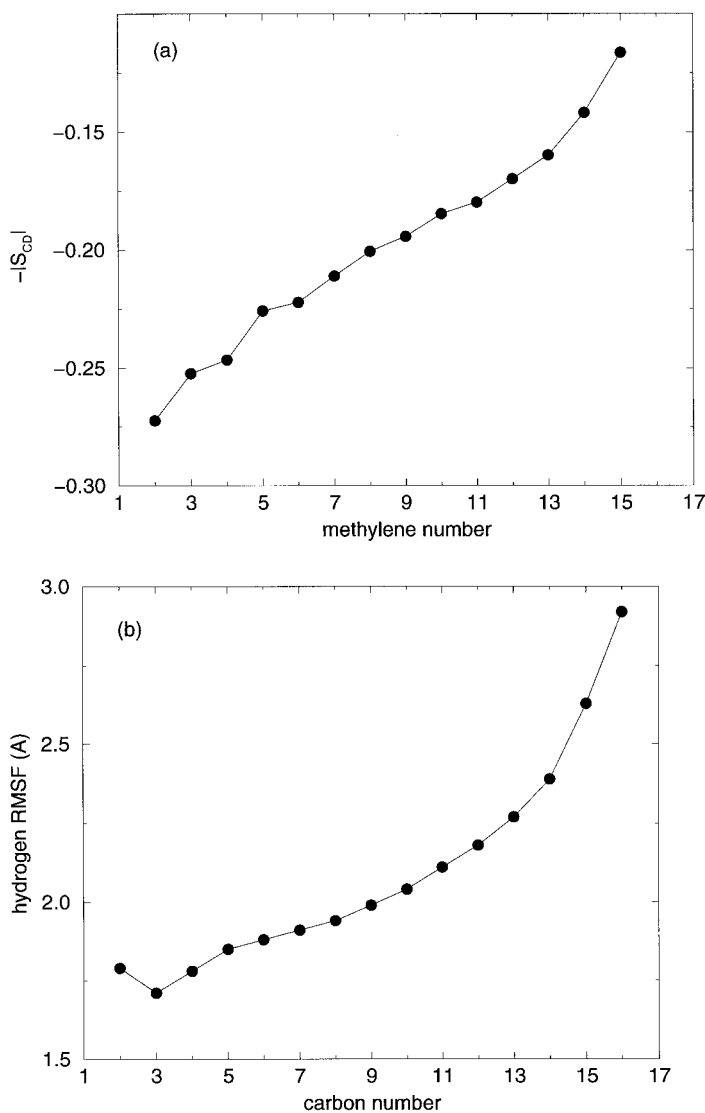 (a)
−0.15
−0.20
−0.25
−0.30
−|S_CD|
1 3 5 7 9 11 13 15 17
methylene number
(b)
3.0
2.5
2.0
1.5
hydrogen RMSF (A)
1 3 5 7 9 11 13 15 17
carbon number